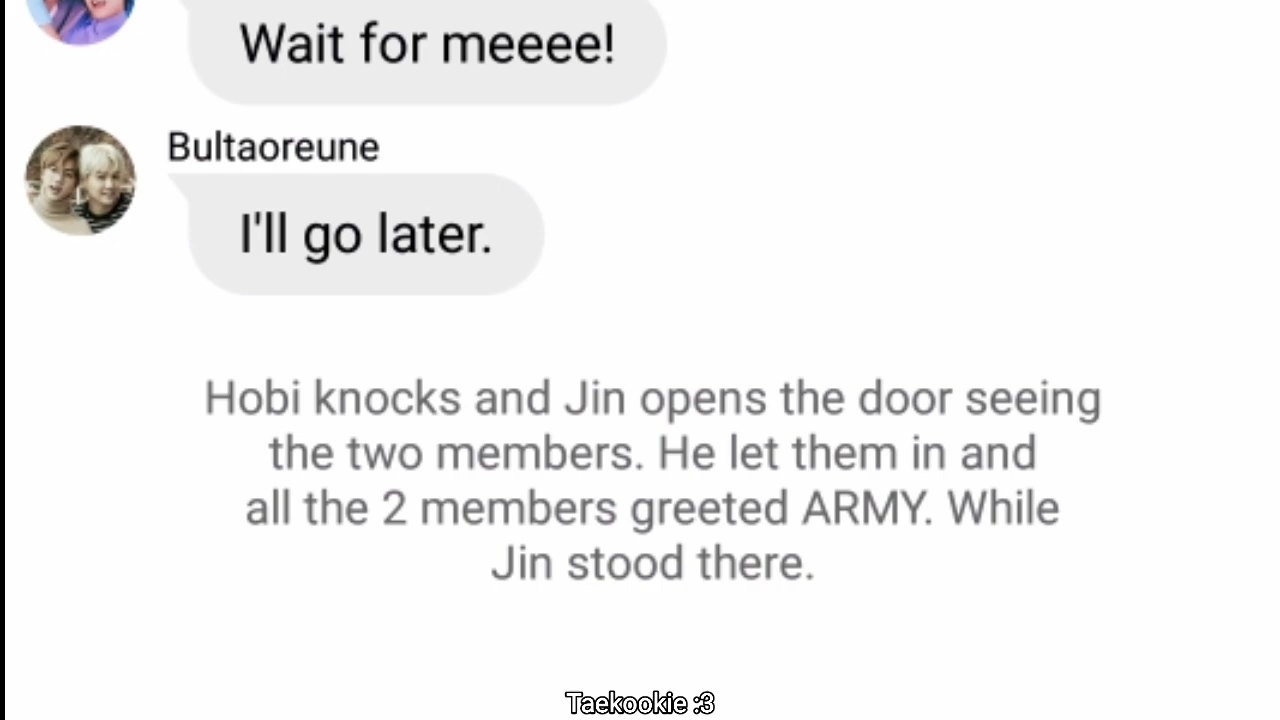 Wait for meeee!
Bultaoreune
I'll go later.
Hobi knocks and Jin opens the door seeing
the two members. He let them in and
all the 2 members greeted ARMY. While
Jin stood there.
Taekookie :3